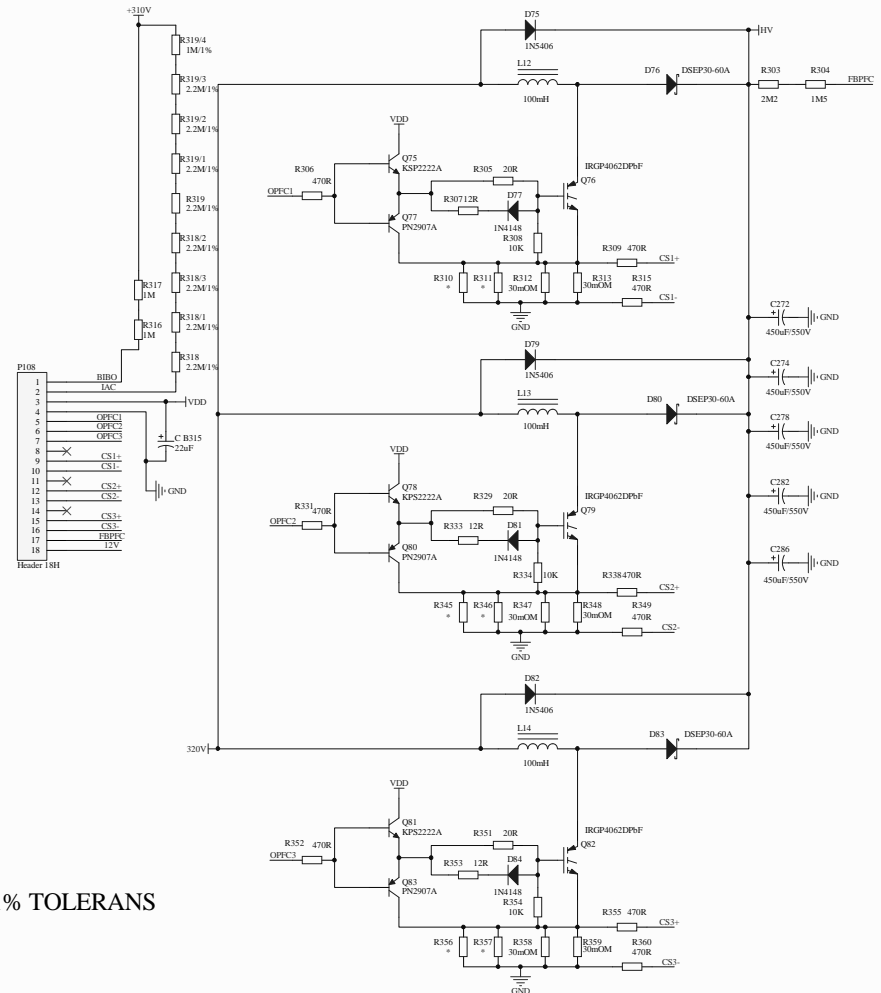 +310V
R319/4
1M/1%
R319/3
2.2M/1%
R319/2
2.2M/1%
R319/1
2.2M/1%
R319
2.2M/1%
R318/2
2.2M/1%
R318/3
2.2M/1%
R318/1
2.2M/1%
R318
2.2M/1%
R317
1M
R316
1M
P108
1 BIBO
2 IAC
3
4
5 OPFC1
6 OPFC2
7 OPFC3
8
9 CS1+
10 CS1-
11
12 CS2+
13 CS2-
14
15 CS3+
16 CS3-
17 FBPFC
18 12V
Header 18H
VDD
+
C B315
22uF
GND
D75
1N5406
HV
L12
100mH
D76 DSEP30-60A
R303
2M2
R304
1M5
FBPFC
VDD
OPFC1
R306
470R
Q75
KSP2222A
Q77
PN2907A
R305 20R
R307 12R
D77
1N4148
R308
10K
IRGP4062DPbF
Q76
R309 470R
CS1+
R310
*
R311
*
R312
30mOM
R313
30mOM
R315
470R
CS1-
GND
D79
1N5406
L13
100mH
D80 DSEP30-60A
VDD
OPFC2
R331
470R
Q78
KPS2222A
Q80
PN2907A
R329 20R
R333 12R
D81
1N4148
R334 10K
IRGP4062DPbF
Q79
R338 470R
CS2+
R345
*
R346
*
R347
30mOM
R348
30mOM
R349
470R
CS2-
GND
C272
+
450uF/550V
GND
C274
+
450uF/550V
GND
C278
+
450uF/550V
GND
C282
+
450uF/550V
GND
C286
+
450uF/550V
GND
D82
1N5406
320V
L14
100mH
D83 DSEP30-60A
VDD
OPFC3
R352
470R
Q81
KPS2222A
Q83
PN2907A
R351 20R
R353 12R
D84
1N4148
R354
10K
IRGP4062DPbF
Q82
R355 470R
CS3+
R356
*
R357
*
R358
30mOM
R359
30mOM
R360
470R
CS3-
GND
% TOLERANS